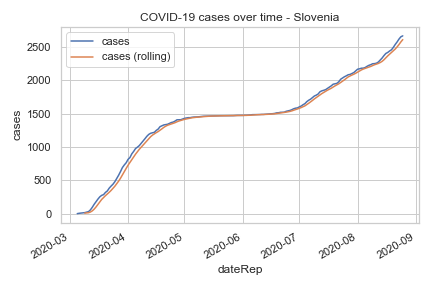 COVID-19 cases over time - Slovenia
cases
cases (rolling)
2500
2000
1500
1000
500
0
cases
2020-03
2020-04
2020-05
2020-06
2020-07
2020-08
2020-09
dateRep